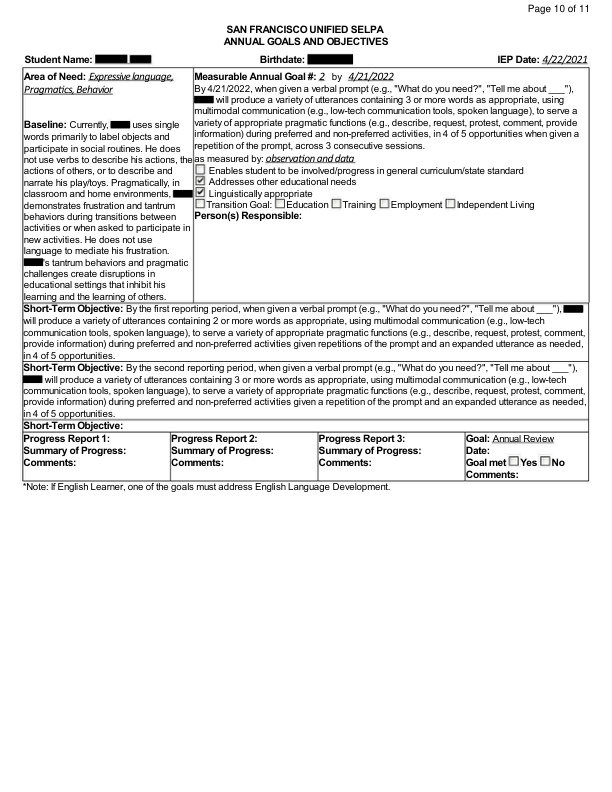 Page 10 of 11
SAN FRANCISCO UNIFIED SELPA
ANNUAL GOALS AND OBJECTIVES
Student Name: Birthdate: IEP Date: 4/22/2021
Area of Need: Expressive language,
Pragmatics, Behavior
Baseline: Currently, uses single
words primarily to label objects and
participate in social routines. He does
not use verbs to describe his actions, the
actions of others, or to describe and
narrate his play/toys. Pragmatically, in
classroom and home environments,
demonstrates frustration and tantrum
behaviors during transitions between
activities or when asked to participate in
new activities. He does not use
language to mediate his frustration.
's tantrum behaviors and pragmatic
challenges create disruptions in
educational settings that inhibit his
learning and the learning of others.
Measurable Annual Goal #: 2 by 4/21/2022
By 4/21/2022, when given a verbal prompt (e.g., "What do you need?", "Tell me about ___"),
will produce a variety of utterances containing 3 or more words as appropriate, using
multimodal communication (e.g., low-tech communication tools, spoken language), to serve a
variety of appropriate pragmatic functions (e.g., describe, request, protest, comment, provide
information) during preferred and non-preferred activities, in 4 of 5 opportunities when given a
repetition of the prompt, across 3 consecutive sessions.
as measured by: observation and data
Enables student to be involved/progress in general curriculum/state standard
Addresses other educational needs
Linguistically appropriate
Transition Goal: Education Training Employment Independent Living
Person(s) Responsible:
Short-Term Objective: By the first reporting period, when given a verbal prompt (e.g., "What do you need?", "Tell me about ___"),
will produce a variety of utterances containing 2 or more words as appropriate, using multimodal communication (e.g., low-tech
communication tools, spoken language), to serve a variety of appropriate pragmatic functions (e.g., describe, request, protest, comment,
provide information) during preferred and non-preferred activities given repetitions of the prompt and an expanded utterance as needed,
in 4 of 5 opportunities.
Short-Term Objective: By the second reporting period, when given a verbal prompt (e.g., "What do you need?", "Tell me about ___"),
will produce a variety of utterances containing 3 or more words as appropriate, using multimodal communication (e.g., low-tech
communication tools, spoken language), to serve a variety of appropriate pragmatic functions (e.g., describe, request, protest, comment,
provide information) during preferred and non-preferred activities given a repetition of the prompt and an expanded utterance as needed,
in 4 of 5 opportunities.
Short-Term Objective:
Progress Report 1:
Summary of Progress:
Comments:
Progress Report 2:
Summary of Progress:
Comments:
Progress Report 3:
Summary of Progress:
Comments:
Goal: Annual Review
Date:
Goal met Yes No
Comments:
*Note: If English Learner, one of the goals must address English Language Development.